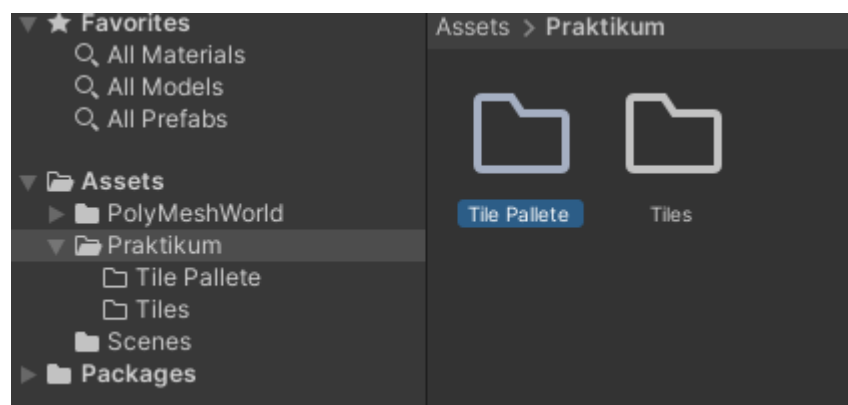 Favorites
All Materials
All Models
All Prefabs
Assets
PolyMeshWorld
Praktikum
Tile Pallete
Tiles
Scenes
Packages
Assets > Praktikum
Tile Pallete
Tiles